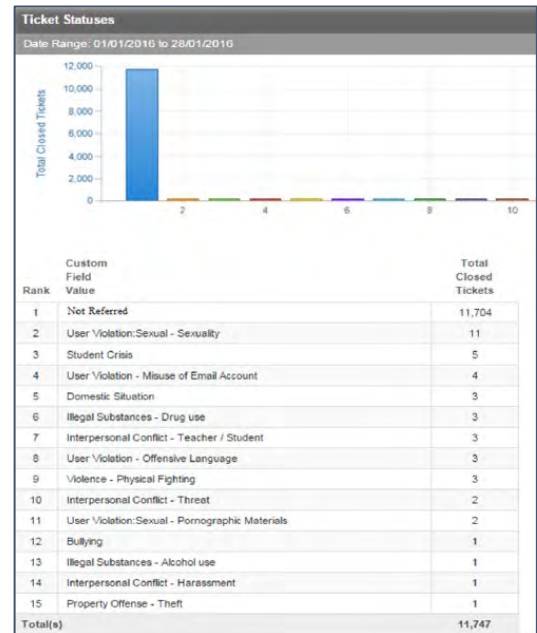 Ticket Statuses
Date Range: 01/01/2016 to 28/01/2016
Total Closed Tickets
12,000
10,000
8,000
6,000
4,000
2,000
0
2 4 6 8 10
Rank Custom Field Value Total Closed Tickets
1 Not Referred 11,704
2 User Violation:Sexual - Sexuality 11
3 Student Crisis 5
4 User Violation - Misuse of Email Account 4
5 Domestic Situation 3
6 Illegal Substances - Drug use 3
7 Interpersonal Conflict - Teacher / Student 3
8 User Violation - Offensive Language 3
9 Violence - Physical Fighting 3
10 Interpersonal Conflict - Threat 2
11 User Violation:Sexual - Pornographic Materials 2
12 Bullying 1
13 Illegal Substances - Alcohol use 1
14 Interpersonal Conflict - Harassment 1
15 Property Offense - Theft 1
Total(s) 11,747